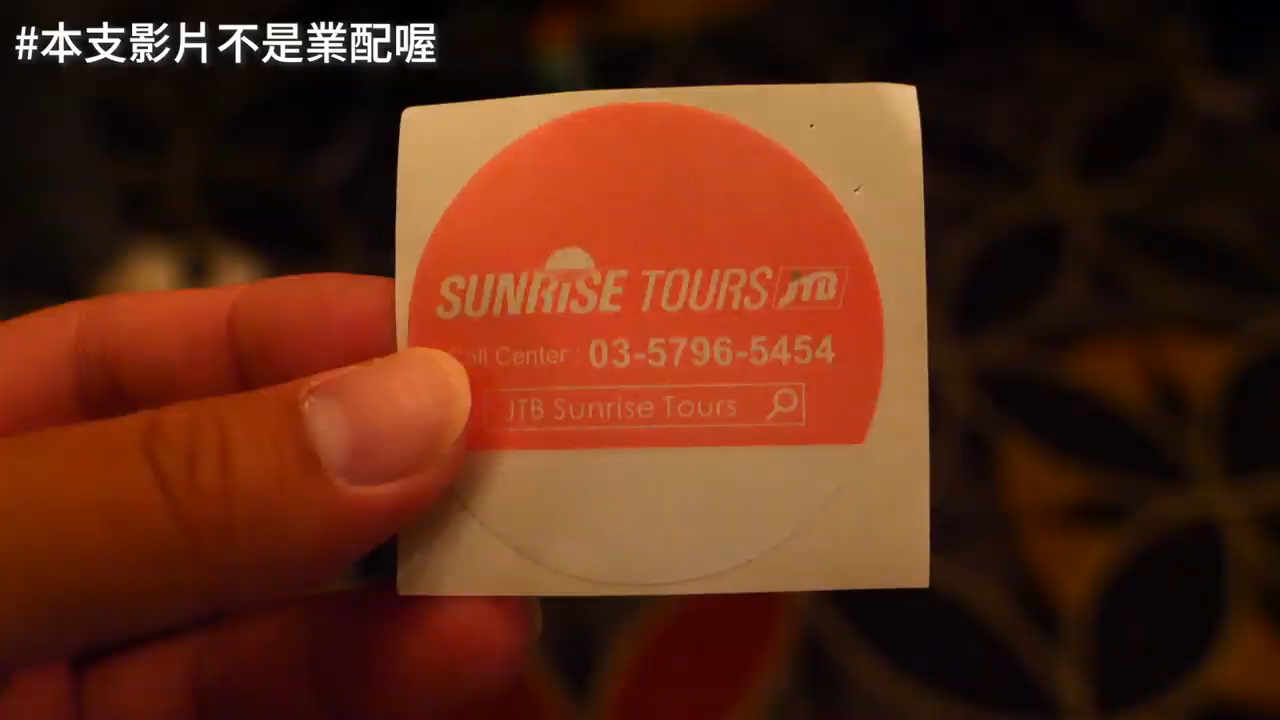 #本支影片不是業配喔
SUNRiSE TOURS JTB
Call Center : 03-5796-5454
JTB Sunrise Tours